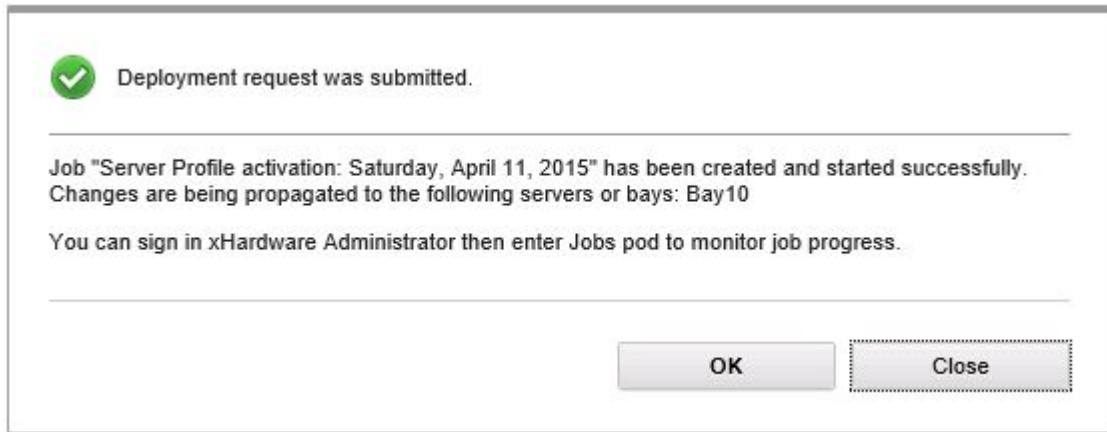 Deployment request was submitted.
Job "Server Profile activation: Saturday, April 11, 2015" has been created and started successfully.
Changes are being propagated to the following servers or bays: Bay10
You can sign in xHardware Administrator then enter Jobs pod to monitor job progress.
OK
Close